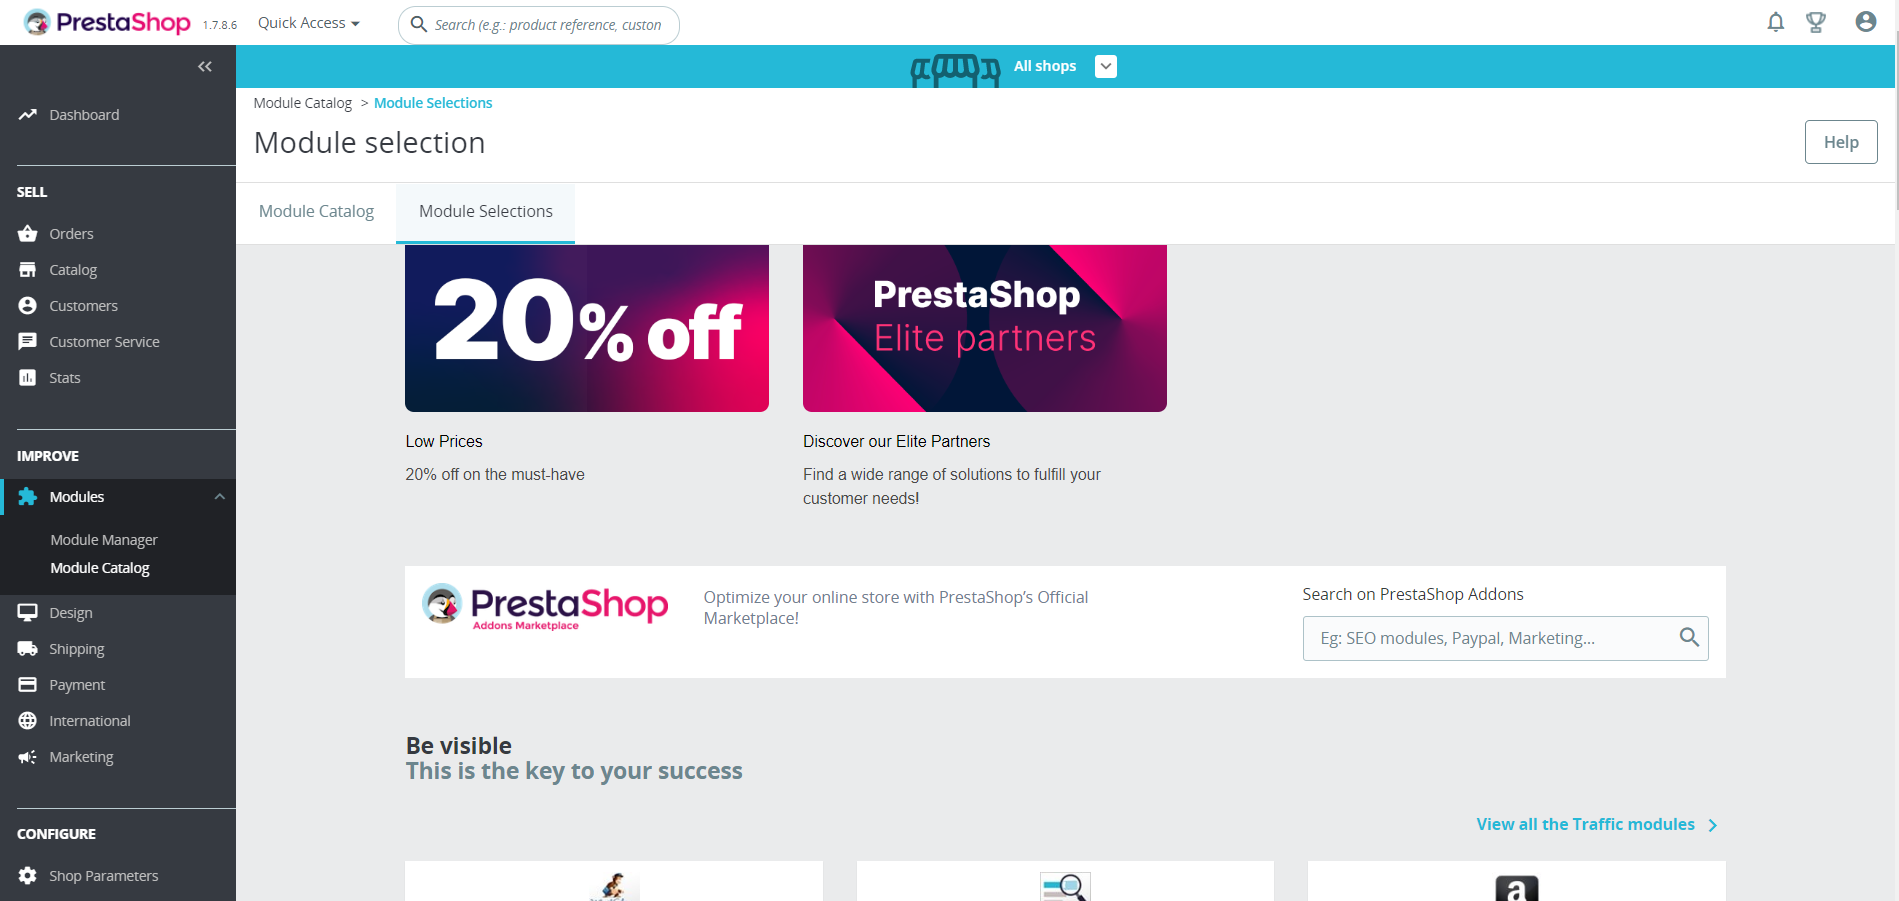 PrestaShop 1.7.8.6 Quick Access Search (e.g.: product reference, custon
All shops
Module Catalog > Module Selections
Module selection
Help
Module Catalog Module Selections
Dashboard
SELL
Orders
Catalog
Customers
Customer Service
Stats
IMPROVE
Modules
Module Manager
Module Catalog
Design
Shipping
Payment
International
Marketing
CONFIGURE
Shop Parameters
20% off
Low Prices
20% off on the must-have
PrestaShop
Elite partners
Discover our Elite Partners
Find a wide range of solutions to fulfill your
customer needs!
PrestaShop
Addons Marketplace
Optimize your online store with PrestaShop’s Official
Marketplace!
Search on PrestaShop Addons
Eg: SEO modules, Paypal, Marketing...
Be visible
This is the key to your success
View all the Traffic modules
a